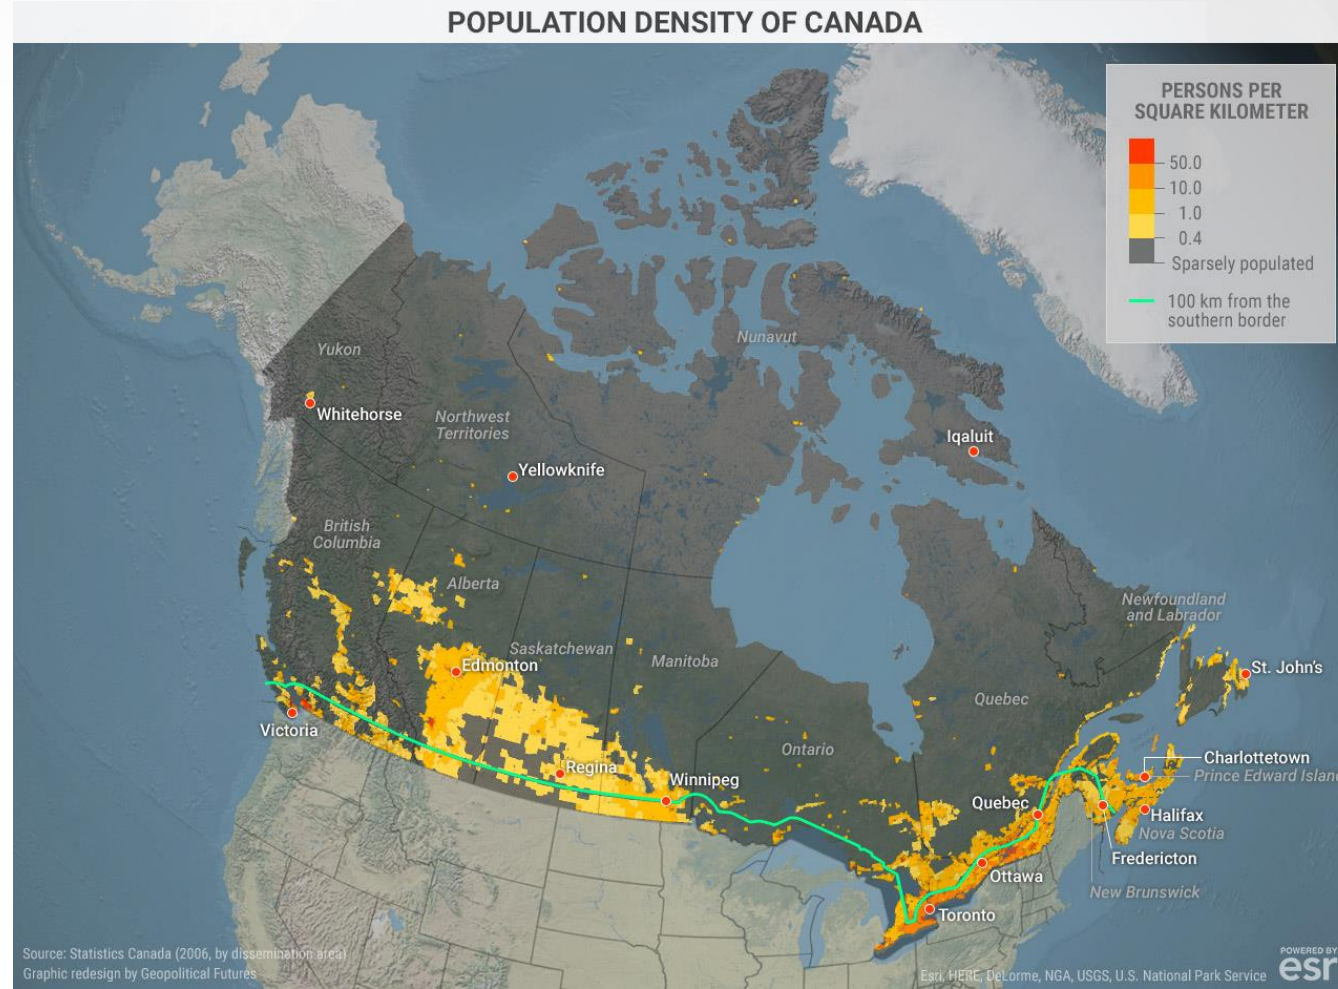 POPULATION DENSITY OF CANADA
PERSONS PER
SQUARE KILOMETER
50.0
10.0
1.0
0.4
Sparsely populated
100 km from the
southern border
Nunavut
Yukon
Whitehorse
Northwest
Territories
Iqaluit
Yellowknife
British
Columbia
Alberta
Newfoundland
and Labrador
Saskatchewan
Edmonton
Manitoba
St. John's
Quebec
Victoria
Ontario
Charlottetown
Regina
Winnipeg
Prince Edward Island
Quebec
Halifax
Nova Scotia
Fredericton
Ottawa
New Brunswick
Toronto
Source: Statistics Canada (2006, by dissemination area)
Graphic redesign by Geopolitical Futures
Esri, HERE, DeLorme, NGA, USGS, U.S. National Park Service
POWERED BY
esr